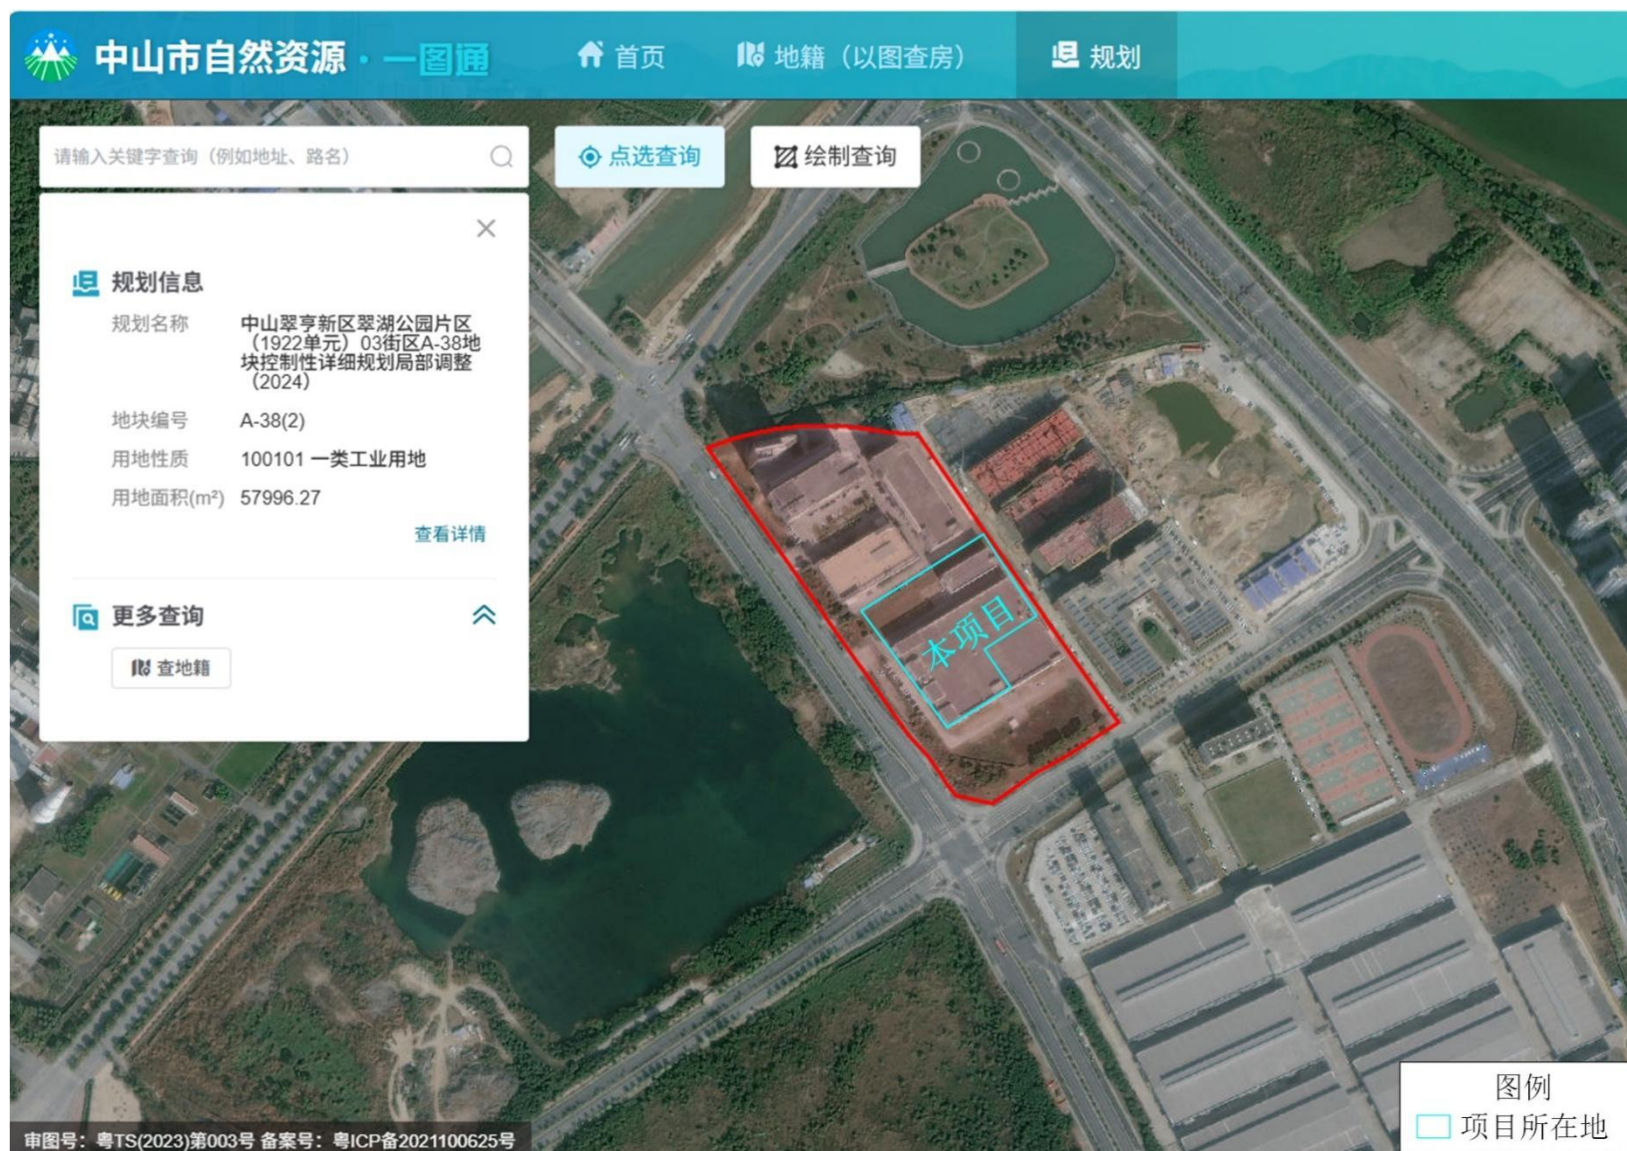 中山市自然资源·一图通
首页
地籍（以图查房）
规划
请输入关键字查询（例如地址、路名）
点选查询
绘制查询
规划信息
规划名称
中山翠亨新区翠湖公园片区
（1922单元）03街区A-38地
块控制性详细规划局部调整
（2024）
地块编号 A-38(2)
用地性质 100101 一类工业用地
用地面积(m²) 57996.27
查看详情
更多查询
查地籍
本项目
图例
项目所在地
审图号：粤TS(2023)第003号 备案号：粤ICP备2021100625号